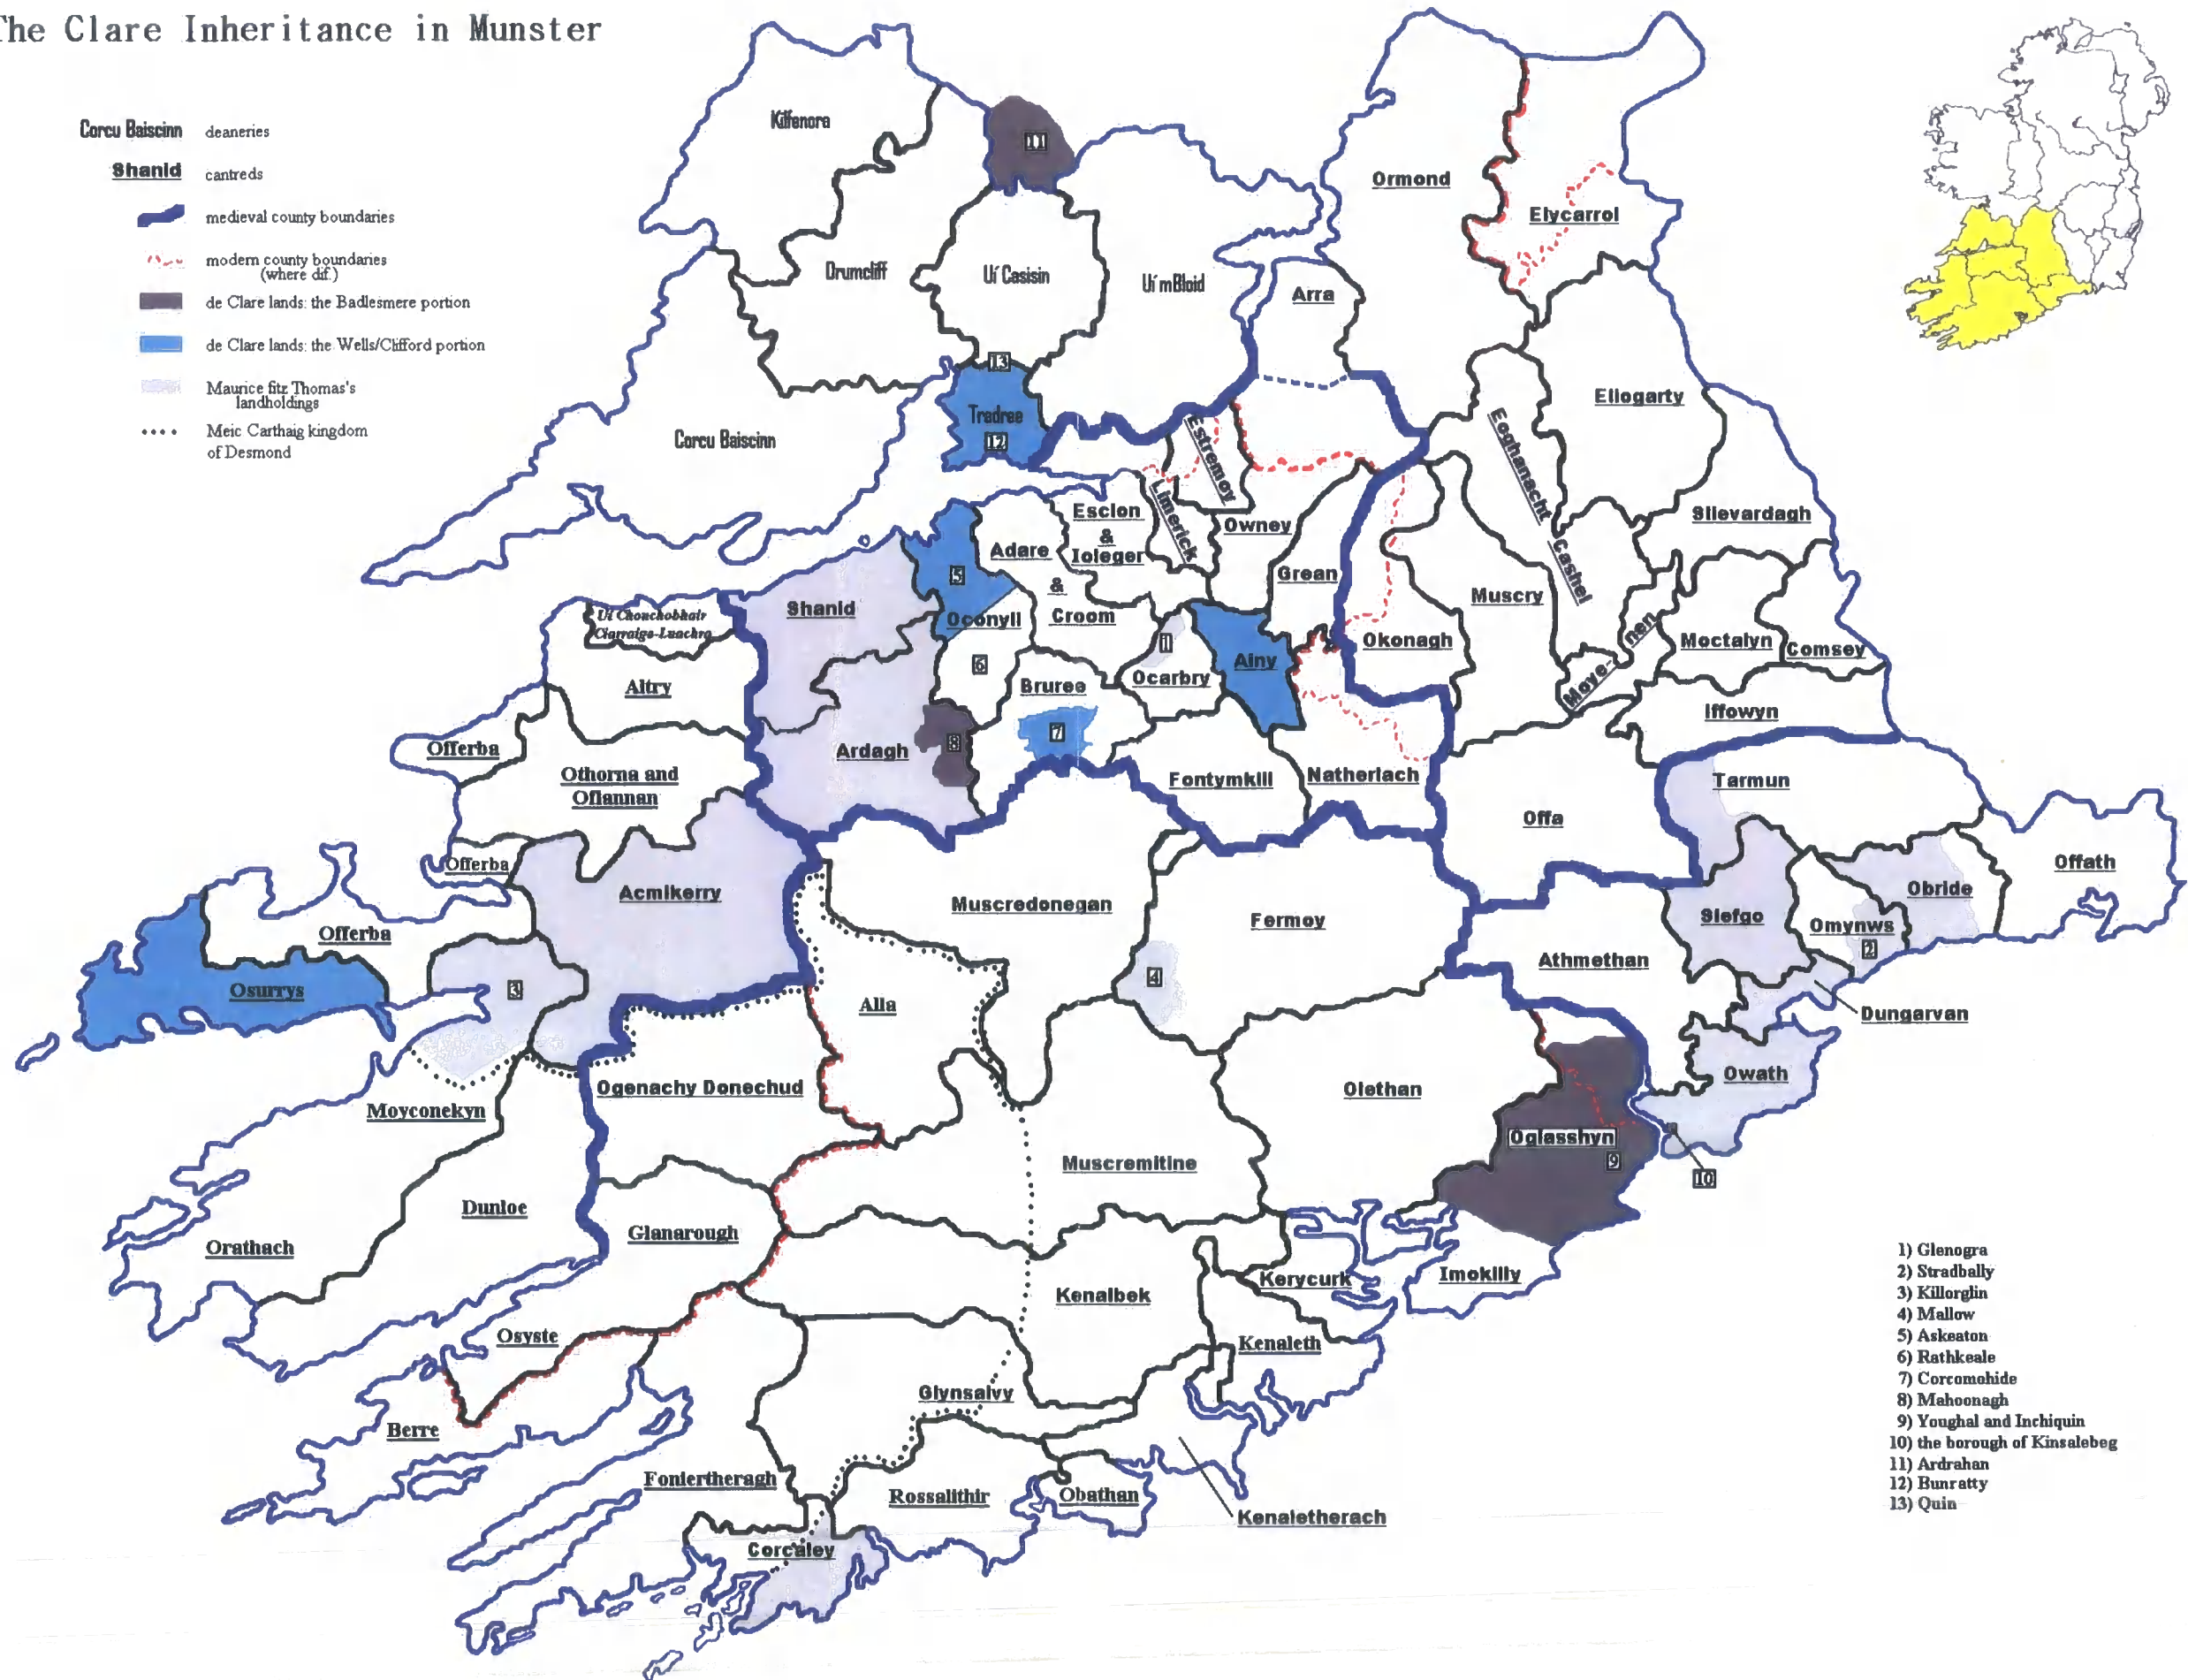 The Clare Inheritance in Munster
Corcu Baiscinn deaneries
Shanid cantreds
medieval county boundaries
modern county boundaries
(where dif.)
de Clare lands: the Badlesmere portion
de Clare lands: the Wells/Clifford portion
Maurice fitz Thomas's
landholdings
Meic Carthaig kingdom
of Desmond
Kilfenora
11
Ormond
Elycarrol
Drumcliff
Uí Casisin
Uí mBloid
Arra
13
Tradree
12
Corcu Baiscinn
Ellogarty
Eoghanacht Cashel
Estremoy
Limerick
Owney
Slievardagh
Esclon
&
Ioleger
Adare
&
Croom
5
Grean
Shanid
Oconyll
Muscry
Uí Chonchobhair
Ciarraige-Luachra
1
Okonagh
Moye-
nen
Moctalyn
Comsey
6
Ainy
Altry
Bruree
Ocarbry
Iffowyn
Offerba
Ardagh
8
7
Othorna and
Oflannan
Fontymkill
Natherlach
Tarmun
Offa
Offerba
Offath
Acmikerry
Muscredonegan
Fermoy
Obride
Slefgo
Omynws
2
Offerba
Athmethan
Osurrys
3
4
Alla
Dungarvan
Ogenachy Donechud
Olethan
Owath
Moyconekyn
Oglasshyn
9
10
Muscremitine
Dunloe
Glanarough
Orathach
Kerycurk
Imokilly
Kenalbek
Osyste
Kenaleth
Glynsalvy
Berre
Foniertheragh
Rossalithir
Obathan
Kenaletherach
Corcaley
1) Glenogra
2) Stradbally
3) Killorglin
4) Mallow
5) Askeaton
6) Rathkeale
7) Corcomohide
8) Mahoonagh
9) Youghal and Inchiquin
10) the borough of Kinsalebeg
11) Ardrahan
12) Bunratty
13) Quin